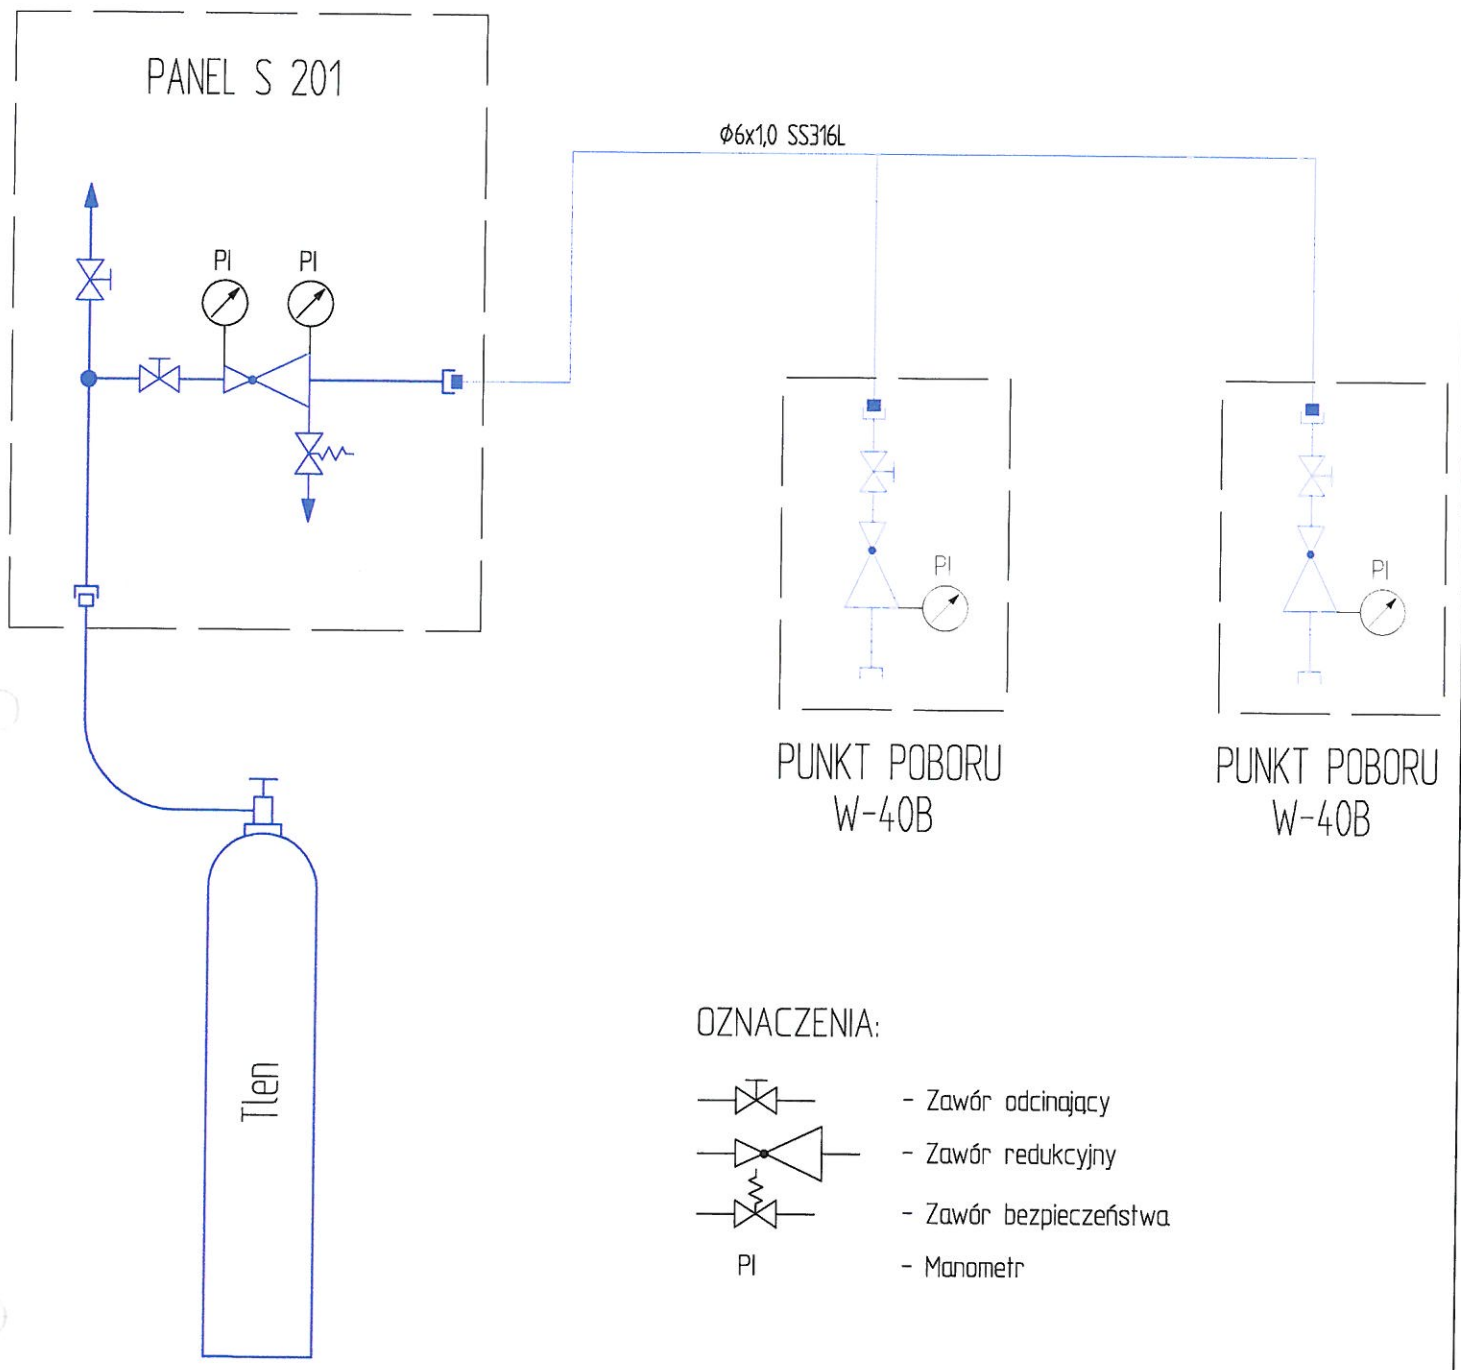 PANEL S 201
Φ6x1,0 SS316L
PI
PI
PI
PI
PUNKT POBORU
W-40B
PUNKT POBORU
W-40B
Tlen
OZNACZENIA:
- Zawór odcinający
- Zawór redukcyjny
- Zawór bezpieczeństwa
PI - Manometr